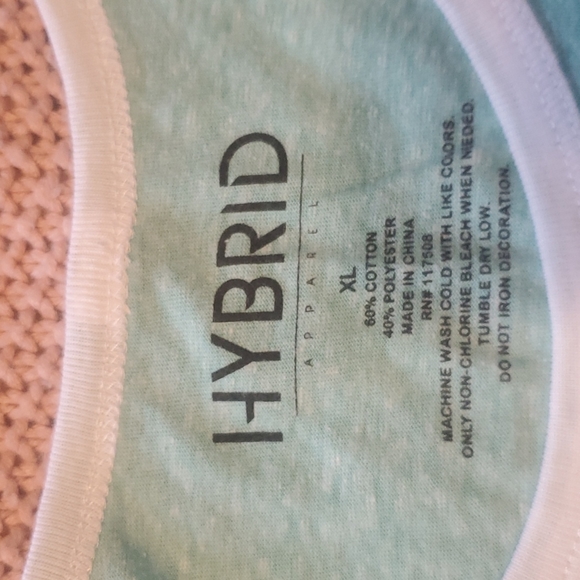 HYBRID
APPAREL
XL
60% COTTON
40% POLYESTER
MADE IN CHINA
RN# 117508
MACHINE WASH COLD WITH LIKE COLORS.
ONLY NON-CHLORINE BLEACH WHEN NEEDED.
TUMBLE DRY LOW.
DO NOT IRON DECORATION.